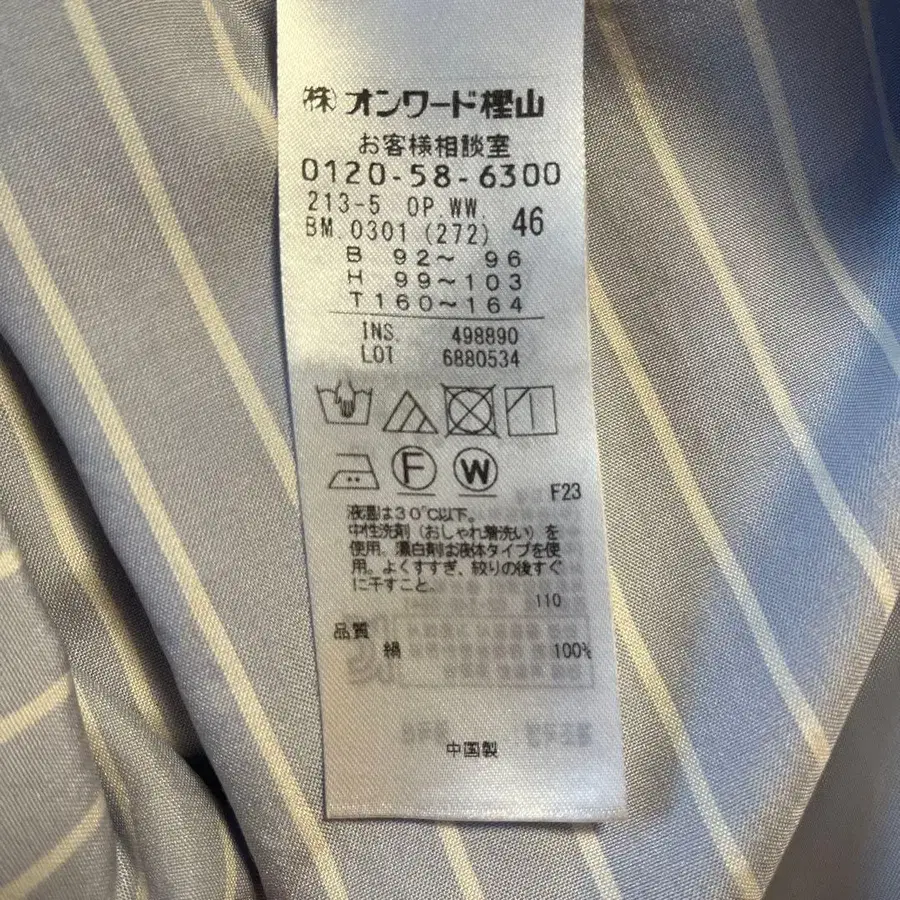 (株)オンワード樫山
お客様相談室
0120-58-6300
213-5 OP.WW.
BM.0301(272) 46
B 92～ 96
H 99～103
T 160～164
INS. 498890
LOT 6880534
F W
F23
液温は30℃以下。
中性洗剤(おしゃれ着洗い)を
使用。漂白剤は液体タイプを使
用。よくすすぎ、絞りの後すぐ
に干すこと。
110
品質
絹 100%
中国製